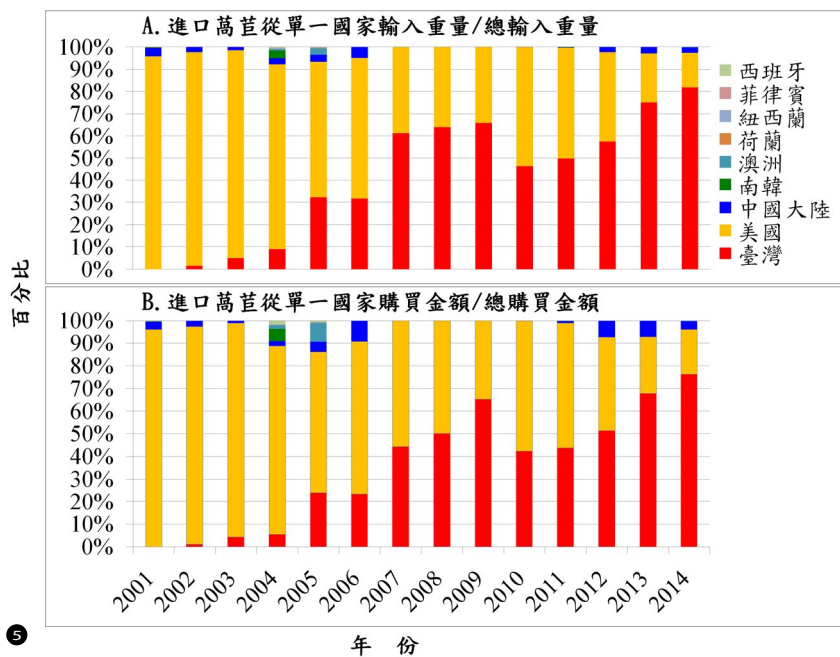 A.進口萵苣從單一國家輸入重量/總輸入重量
100%
90%
80%
70%
60%
50%
40%
30%
20%
10%
0%
西班牙
菲律賓
紐西蘭
荷蘭
澳洲
南韓
中國大陸
美國
臺灣
百分比
B.進口萵苣從單一國家購買金額/總購買金額
100%
90%
80%
70%
60%
50%
40%
30%
20%
10%
0%
2001 2002 2003 2004 2005 2006 2007 2008 2009 2010 2011 2012 2013 2014
5
年 份